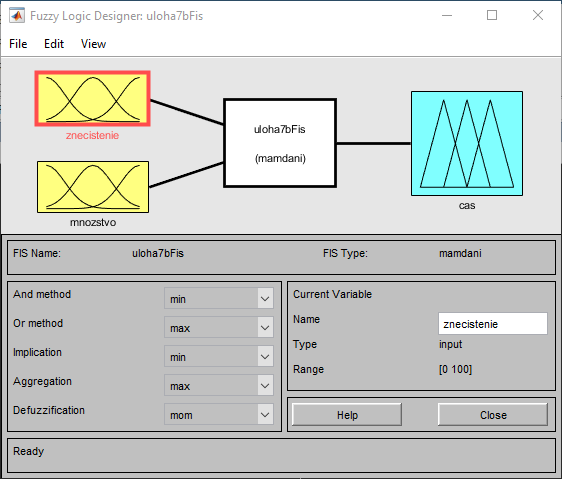 Fuzzy Logic Designer: uloha7bFis
File Edit View
znecistenie
mnozstvo
uloha7bFis
(mamdani)
cas
FIS Name: uloha7bFis FIS Type: mamdani
And method min
Or method max
Implication min
Aggregation max
Defuzzification mom
Current Variable
Name znecistenie
Type input
Range [0 100]
Help Close
Ready